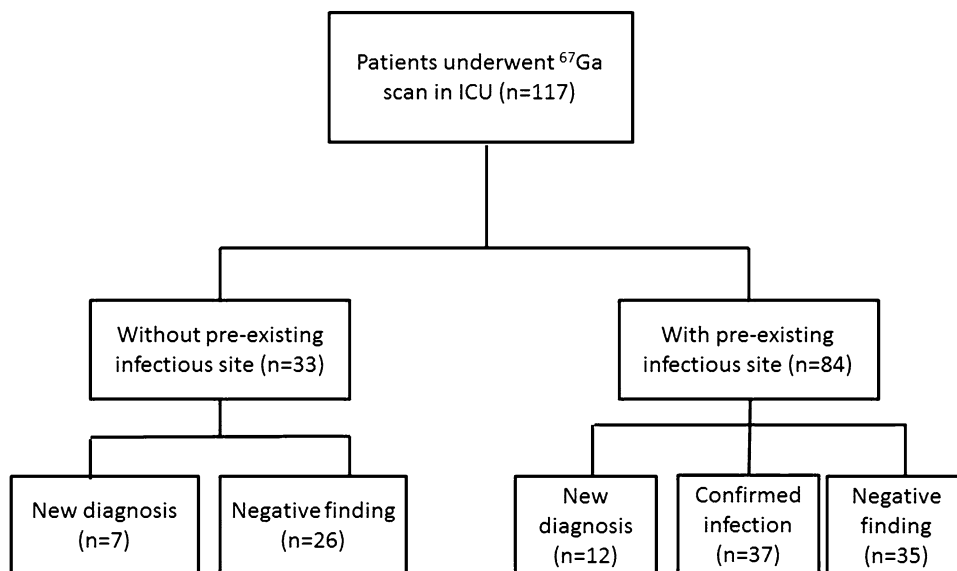 Patients underwent ⁶⁷Ga
scan in ICU (n=117)
Without pre-existing
infectious site (n=33)
With pre-existing
infectious site (n=84)
New diagnosis
(n=7)
Negative finding
(n=26)
New
diagnosis
(n=12)
Confirmed
infection
(n=37)
Negative
finding
(n=35)